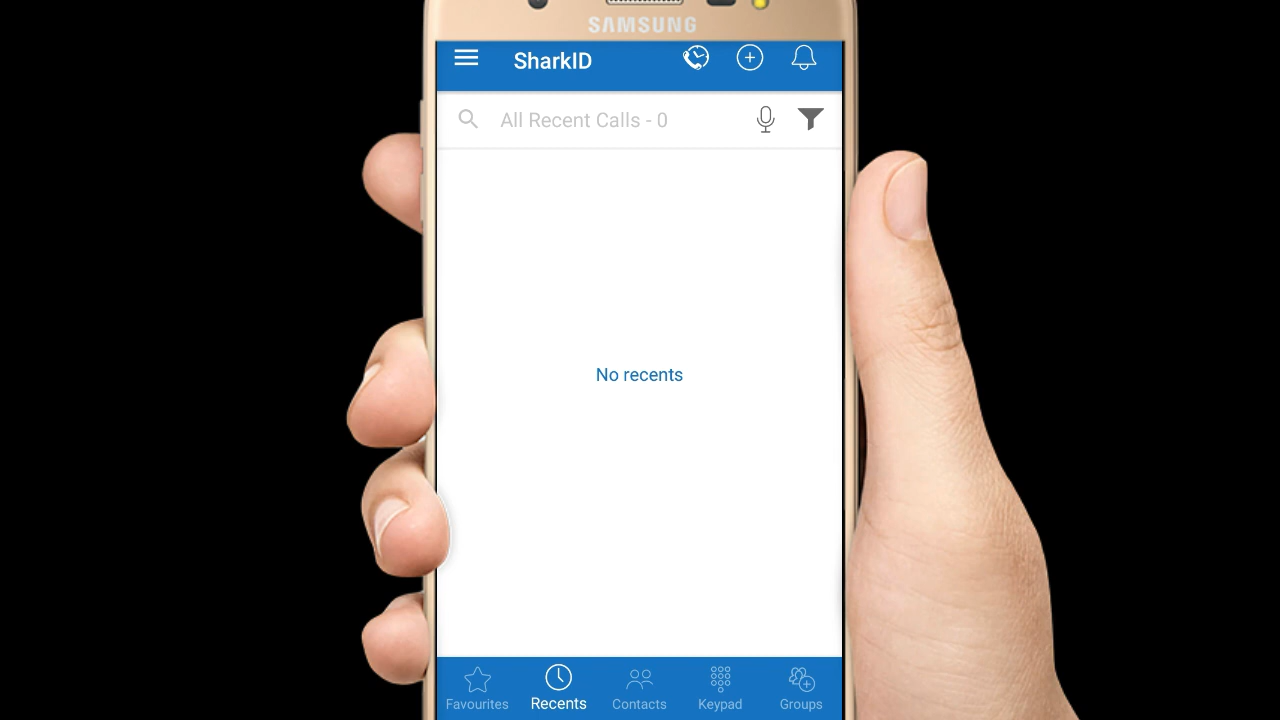 SAMSUNG
SharkID
All Recent Calls - 0
No recents
Favourites
Recents
Contacts
Keypad
Groups